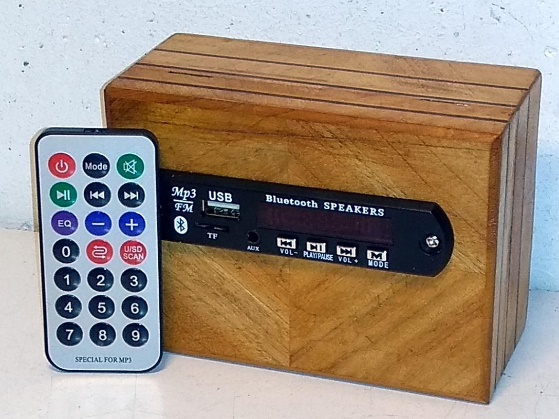 Mode
EQ
0
U/SD
SCAN
1 2 3
4 5 6
7 8 9
SPECIAL FOR MP3
Mp3
FM
USB
TF
AUX
Bluetooth SPEAKERS
VOL- PLAY/PAUSE VOL+ MODE
M